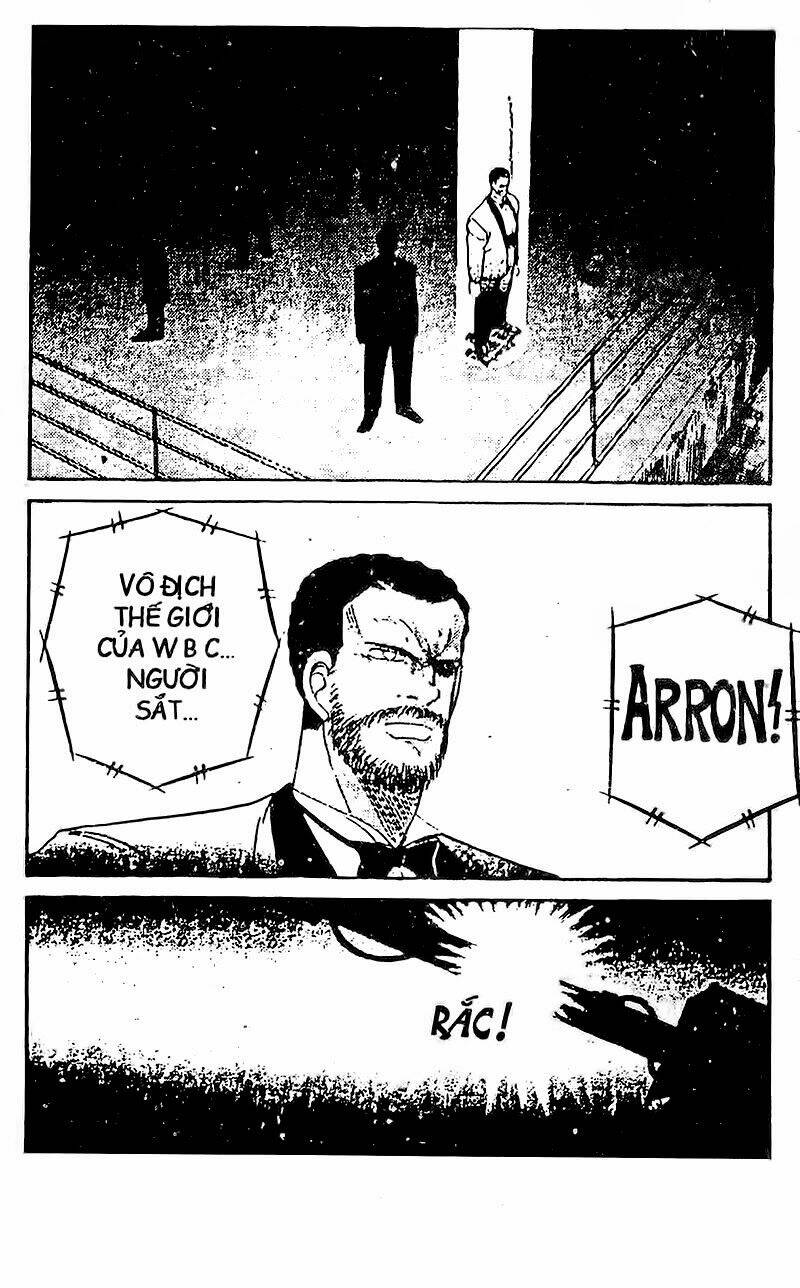 VÔ ĐỊCH
THẾ GIỚI
CỦA W B C...
NGƯỜI
SẮT...
ARRON!
RẮC!